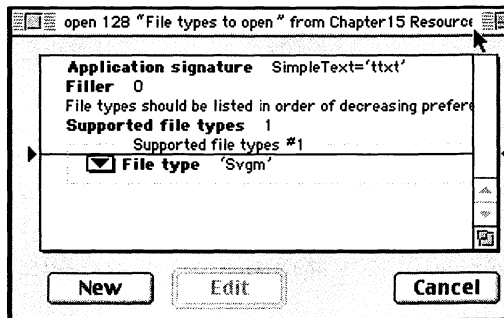 open 128 “File types to open” from Chapter15 Resource
Application signature SimpleText='ttxt'
Filler 0
File types should be listed in order of decreasing prefere
Supported file types 1
Supported file types #1
File type 'Svgm'
New Edit Cancel